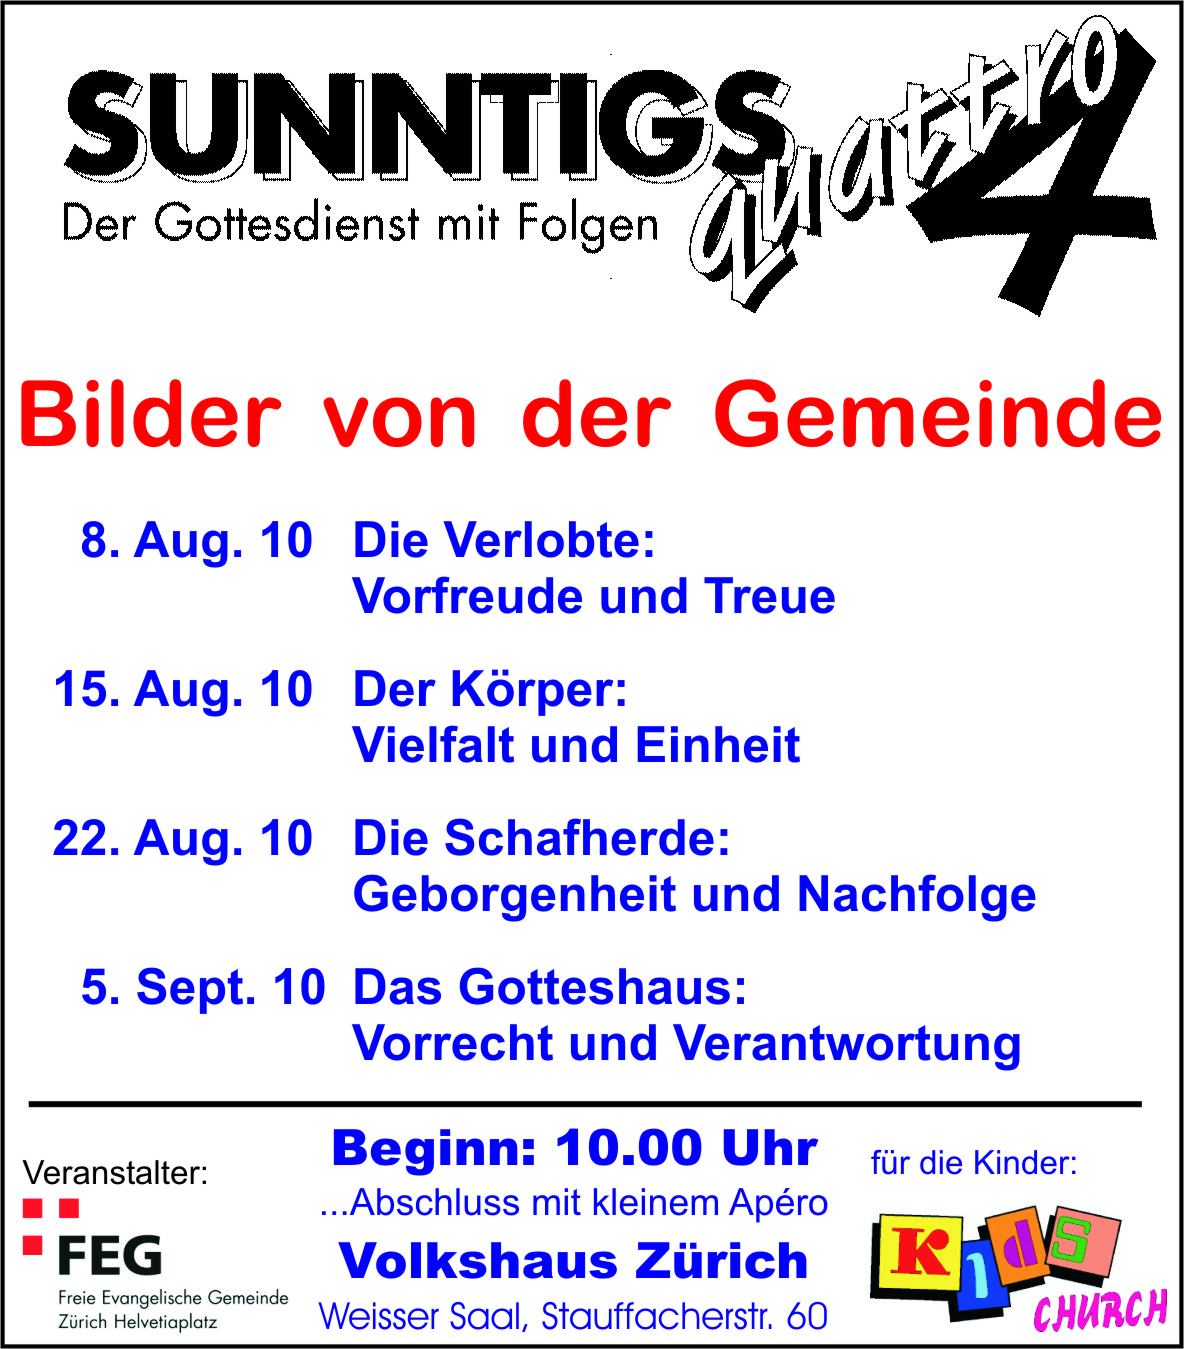 SUNNTIGS quattro 4
Der Gottesdienst mit Folgen
Bilder von der Gemeinde
8. Aug. 10 Die Verlobte:
Vorfreude und Treue
15. Aug. 10 Der Körper:
Vielfalt und Einheit
22. Aug. 10 Die Schafherde:
Geborgenheit und Nachfolge
5. Sept. 10 Das Gotteshaus:
Vorrecht und Verantwortung
Veranstalter:
FEG
Freie Evangelische Gemeinde
Zürich Helvetiaplatz
Beginn: 10.00 Uhr
...Abschluss mit kleinem Apéro
Volkshaus Zürich
Weisser Saal, Stauffacherstr. 60
für die Kinder:
KidS
CHURCH